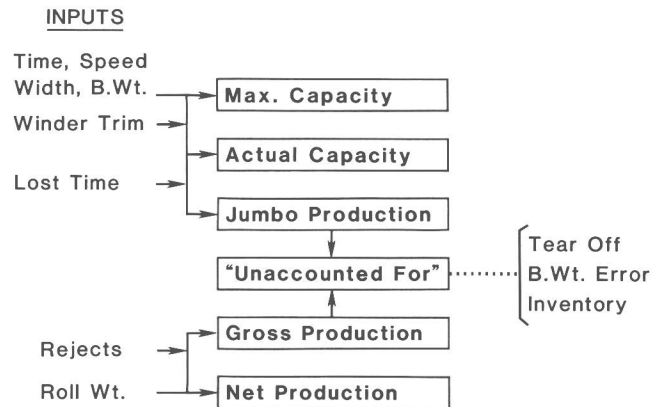 INPUTS
Time, Speed
Width, B.Wt.
Max. Capacity
Winder Trim
Actual Capacity
Lost Time
Jumbo Production
Tear Off
"Unaccounted For"
B.Wt. Error
Inventory
Gross Production
Rejects
Roll Wt.
Net Production